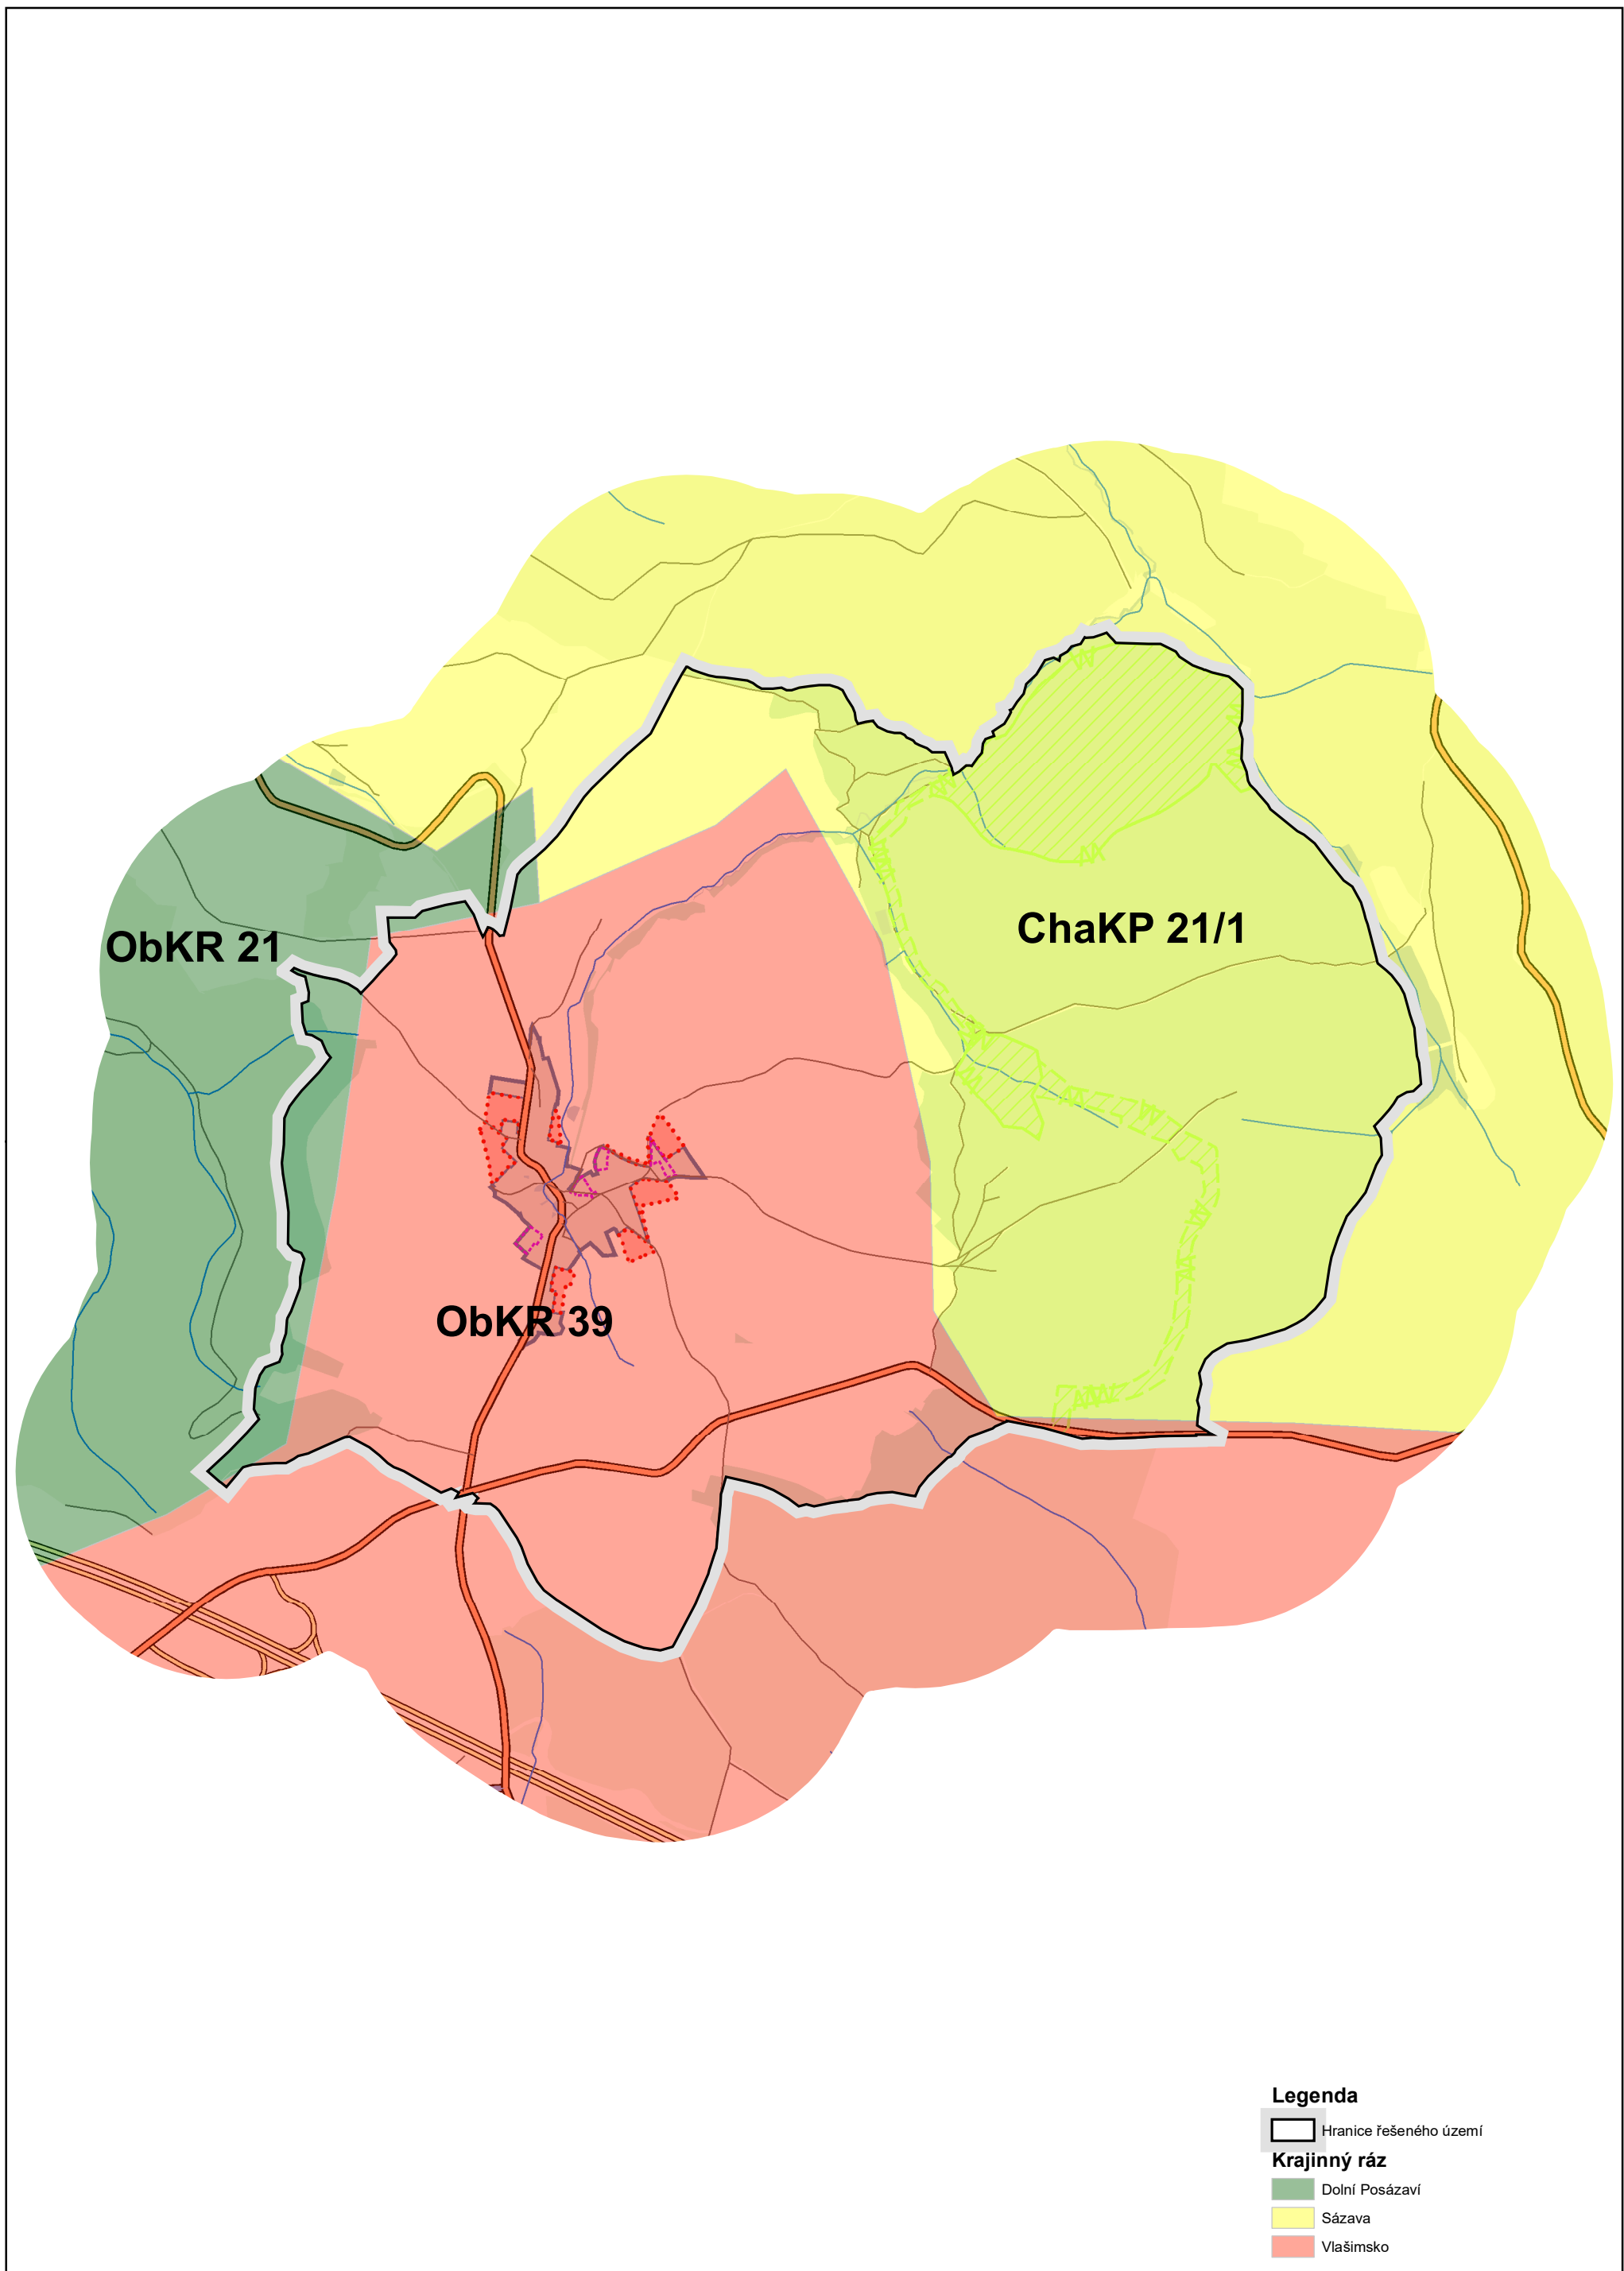 ChaKP 21/1
ObKR 21
ObKR 39
Legenda
Hranice řešeného území
Krajinný ráz
Dolní Posázaví
Sázava
Vlašimsko